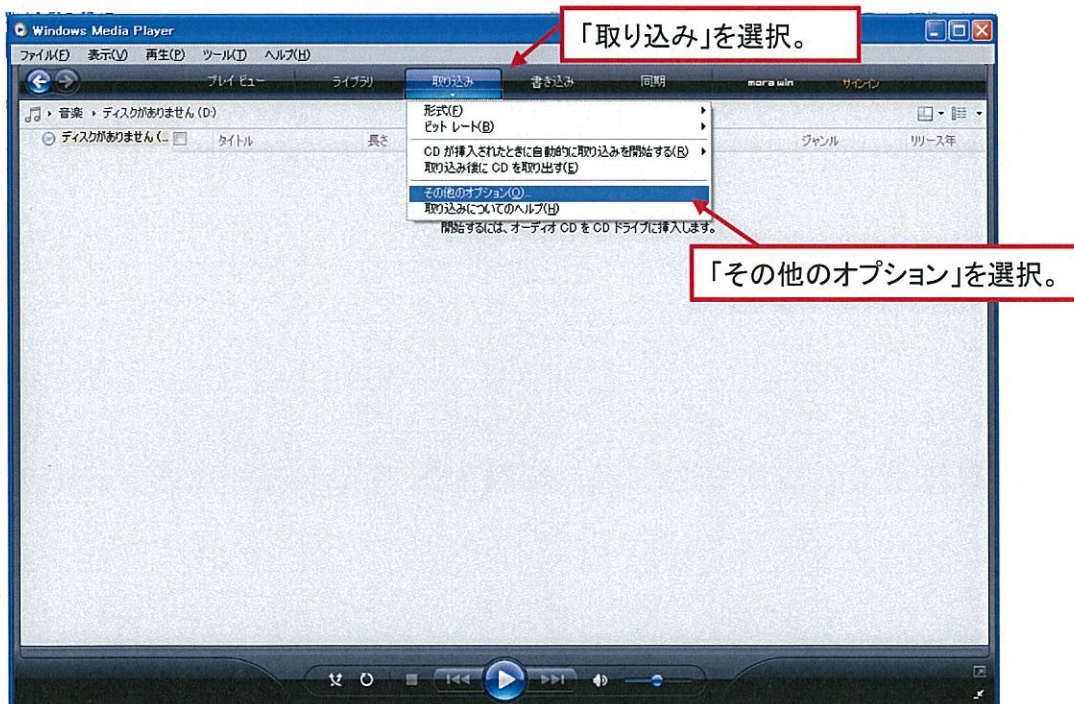 Windows Media Player
「取り込み」を選択。
ファイル(F) 表示(V) 再生(P) ツール(T) ヘルプ(H)
プレイ ビュー ライブラリ 取り込み 書き込み 同期 mora win サインイン
音楽 ディスクがありません (D:)
形式(F)
ビット レート(B)
CD が挿入されたときに自動的に取り込みを開始する(R)
取り込み後に CD を取り出す(E)
その他のオプション(O)...
取り込みについてのヘルプ(H)
ディスクがありません (... タイトル 長さ ジャンル リリース年
開始するには、オーディオ CD を CD ドライブに挿入します。
「その他のオプション」を選択。